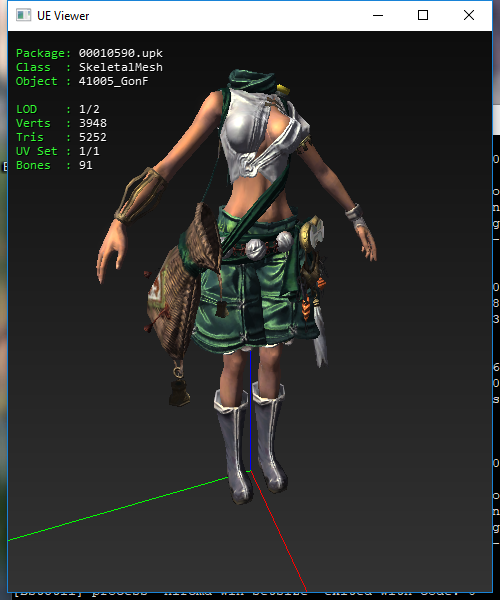 UE Viewer
Package: 00010590.upk
Class : SkeletalMesh
Object : 41005_GonF
LOD : 1/2
Verts : 3948
Tris : 5252
UV Set : 1/1
Bones : 91